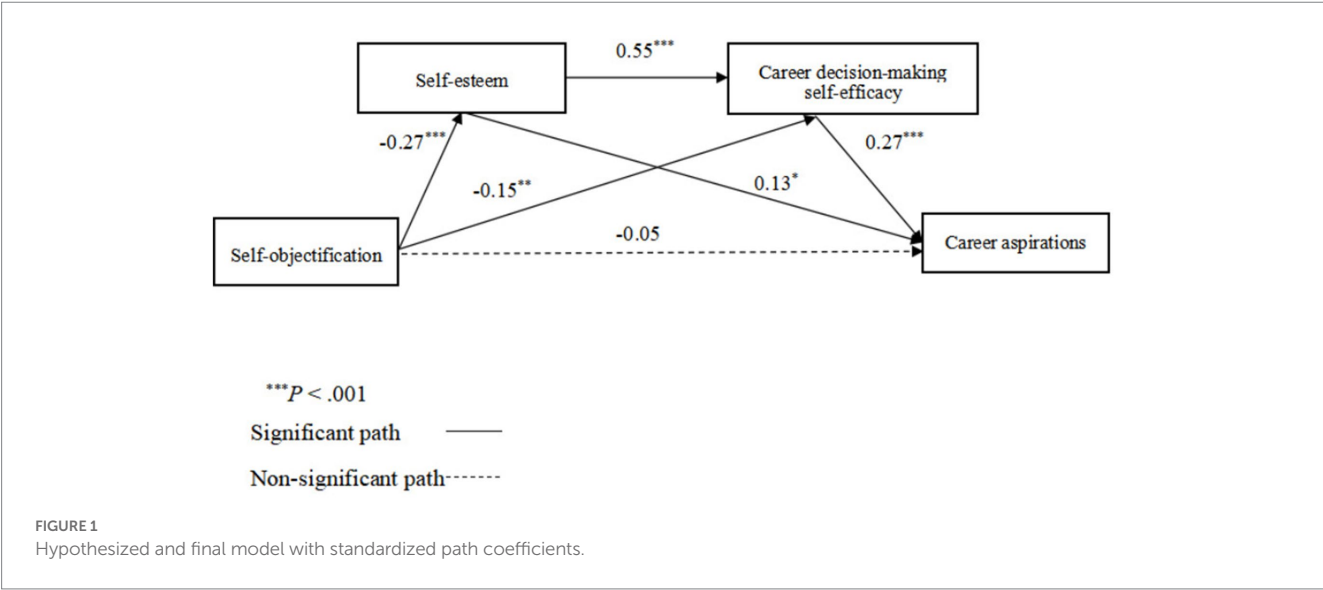 0.55***
Self-esteem
Career decision-making
self-efficacy
-0.27***
0.27***
-0.15**
0.13*
-0.05
Self-objectification
Career aspirations
***P < .001
Significant path
Non-significant path
FIGURE 1
Hypothesized and final model with standardized path coefficients.